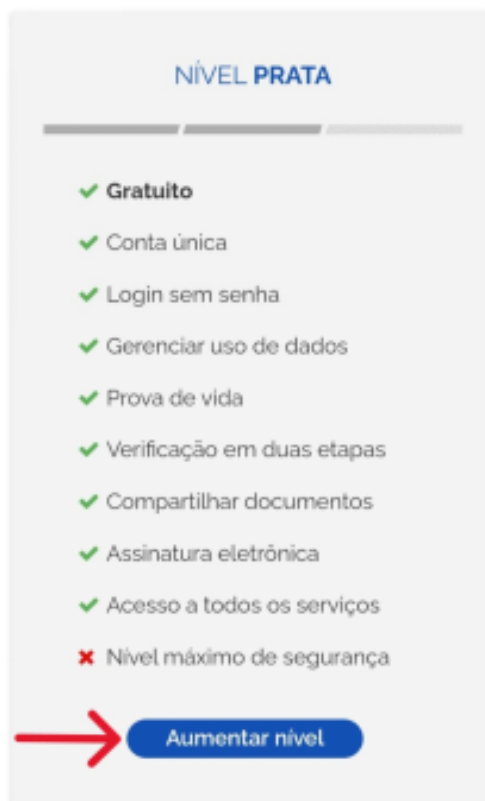 NÍVEL PRATA
Gratuito
Conta única
Login sem senha
Gerenciar uso de dados
Prova de vida
Verificação em duas etapas
Compartilhar documentos
Assinatura eletrônica
Acesso a todos os serviços
Nível máximo de segurança
Aumentar nível